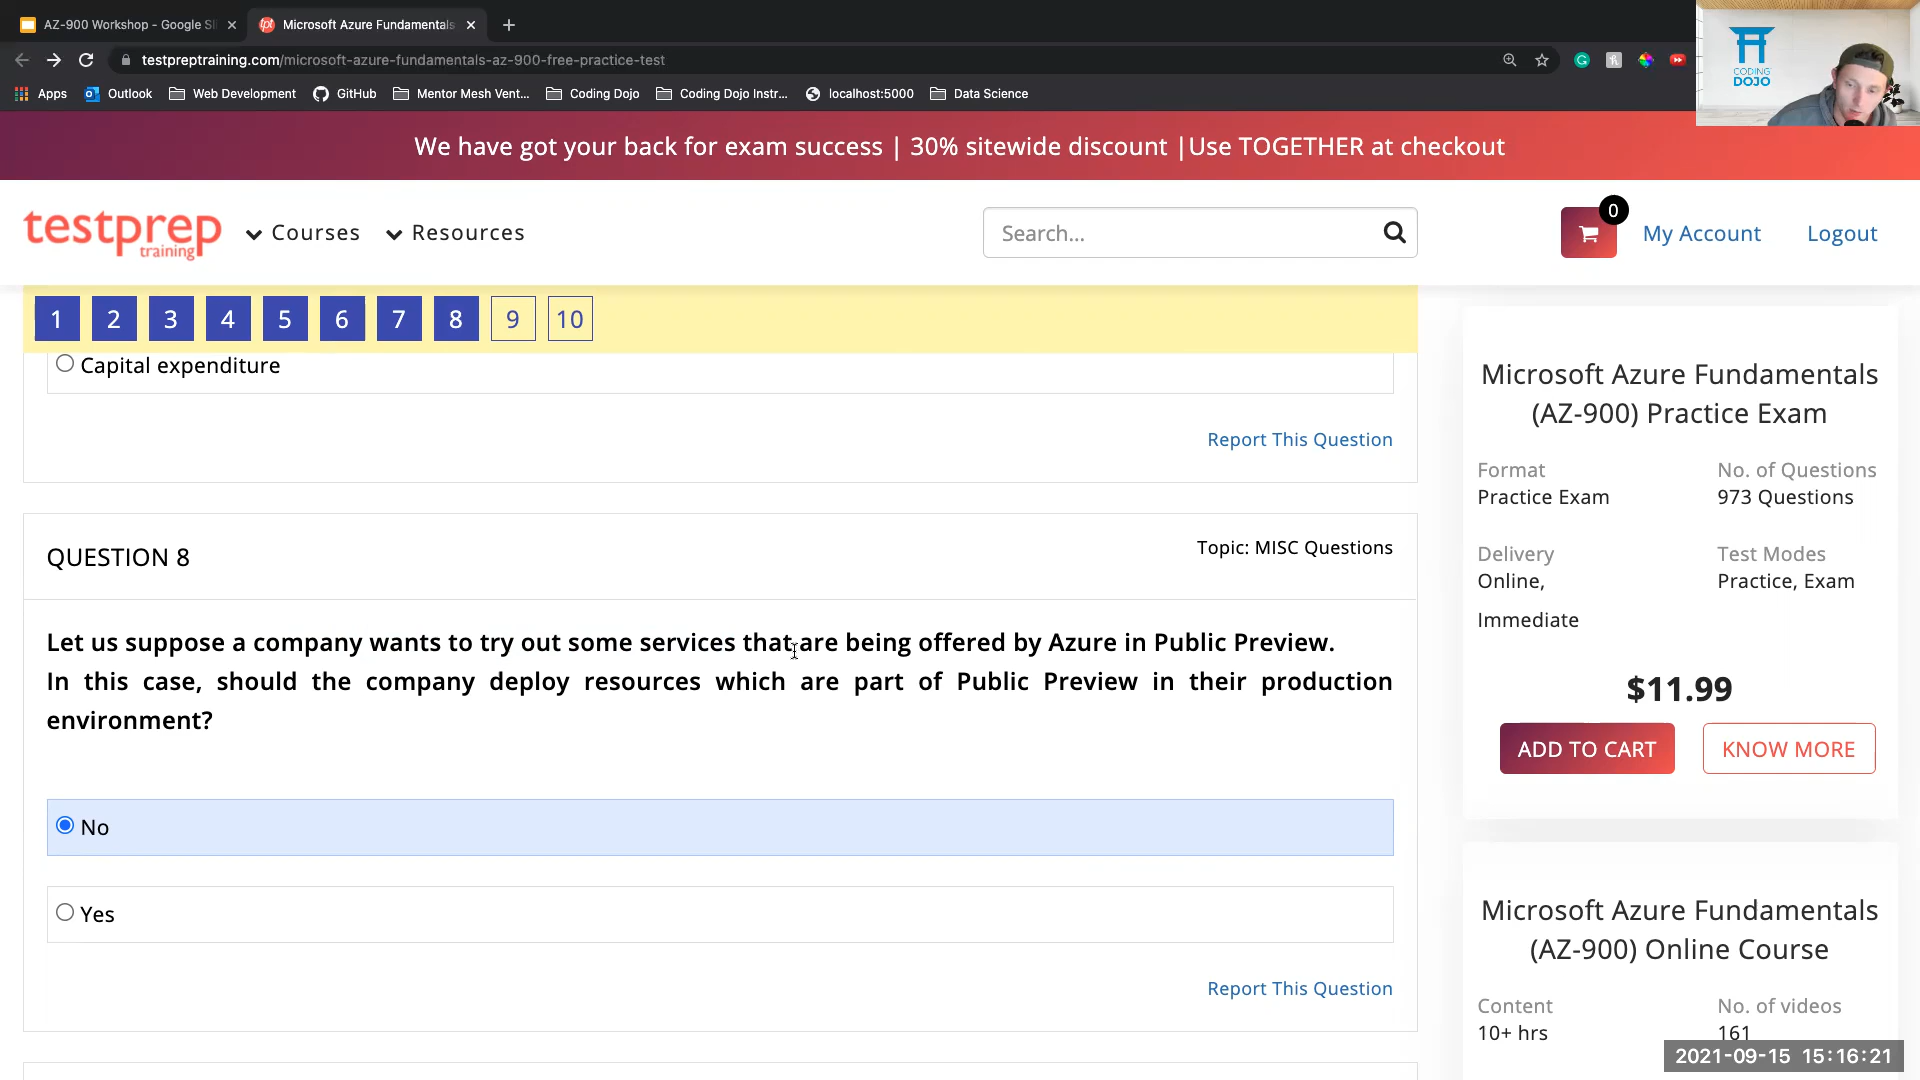 AZ-900 Workshop - Google Sl
Microsoft Azure Fundamentals
testpreptraining.com/microsoft-azure-fundamentals-az-900-free-practice-test
Apps
Outlook
Web Development
GitHub
Mentor Mesh Vent...
Coding Dojo
Coding Dojo Instr...
localhost:5000
Data Science
CODING
DOJO
We have got your back for exam success | 30% sitewide discount |Use TOGETHER at checkout
testprep
training
Courses
Resources
Search...
0
My Account
Logout
1 2 3 4 5 6 7 8 9 10
Capital expenditure
Report This Question
QUESTION 8
Topic: MISC Questions
Let us suppose a company wants to try out some services that are being offered by Azure in Public Preview.
In this case, should the company deploy resources which are part of Public Preview in their production
environment?
No
Yes
Report This Question
Microsoft Azure Fundamentals
(AZ-900) Practice Exam
Format
Practice Exam
No. of Questions
973 Questions
Delivery
Online,
Immediate
Test Modes
Practice, Exam
$11.99
ADD TO CART
KNOW MORE
Microsoft Azure Fundamentals
(AZ-900) Online Course
Content
10+ hrs
No. of videos
161
2021-09-15 15:16:21